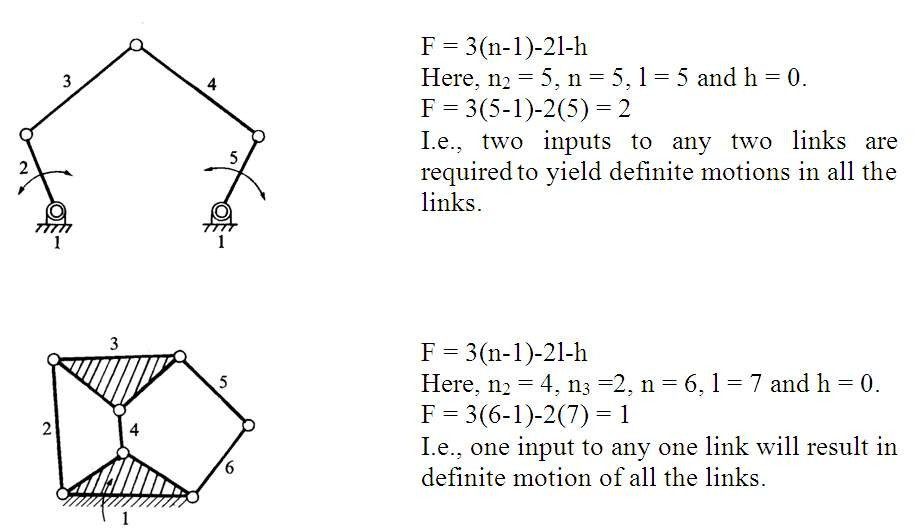 F = 3(n-1)-2l-h
Here, n₂ = 5, n = 5, l = 5 and h = 0.
F = 3(5-1)-2(5) = 2
I.e., two inputs to any two links are
required to yield definite motions in all the
links.
3
4
2
5
1
1
F = 3(n-1)-2l-h
Here, n₂ = 4, n₃ =2, n = 6, l = 7 and h = 0.
F = 3(6-1)-2(7) = 1
I.e., one input to any one link will result in
definite motion of all the links.
3
5
2
4
6
1